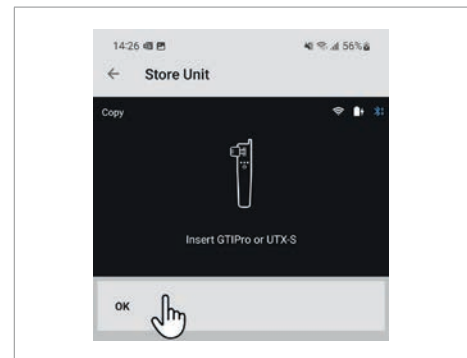 14:26 56%
Store Unit
Copy
Insert GTIPro or UTX-S
OK